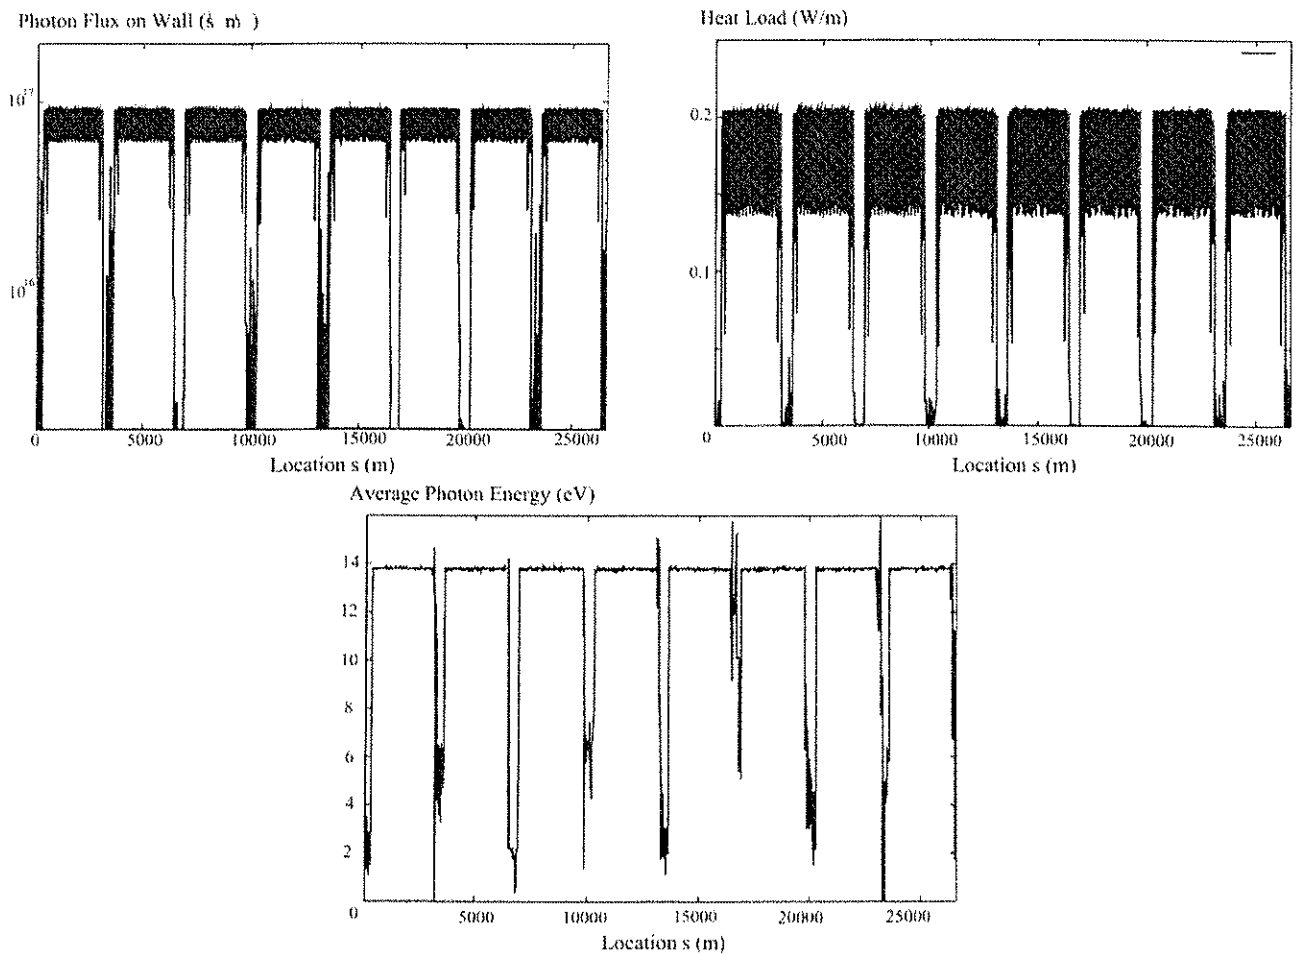 Photon Flux on Wall (s m )
10^17
10^16
0 5000 10000 15000 20000 25000
Location s (m)
Heat Load (W/m)
0.2
0.1
0 5000 10000 15000 20000 25000
Location s (m)
Average Photon Energy (eV)
14
12
10
8
6
4
2
0 5000 10000 15000 20000 25000
Location s (m)